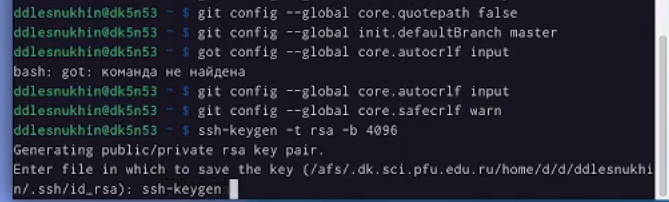 ddlesnukhin@dk5n53 ~ $ git config --global core.quotepath false
ddlesnukhin@dk5n53 ~ $ git config --global init.defaultBranch master
ddlesnukhin@dk5n53 ~ $ got config --global core.autocrlf input
bash: got: команда не найдена
ddlesnukhin@dk5n53 ~ $ git config --global core.autocrlf input
ddlesnukhin@dk5n53 ~ $ git config --global core.safecrlf warn
ddlesnukhin@dk5n53 ~ $ ssh-keygen -t rsa -b 4096
Generating public/private rsa key pair.
Enter file in which to save the key (/afs/.dk.sci.pfu.edu.ru/home/d/d/ddlesnukhi
n/.ssh/id_rsa): ssh-keygen